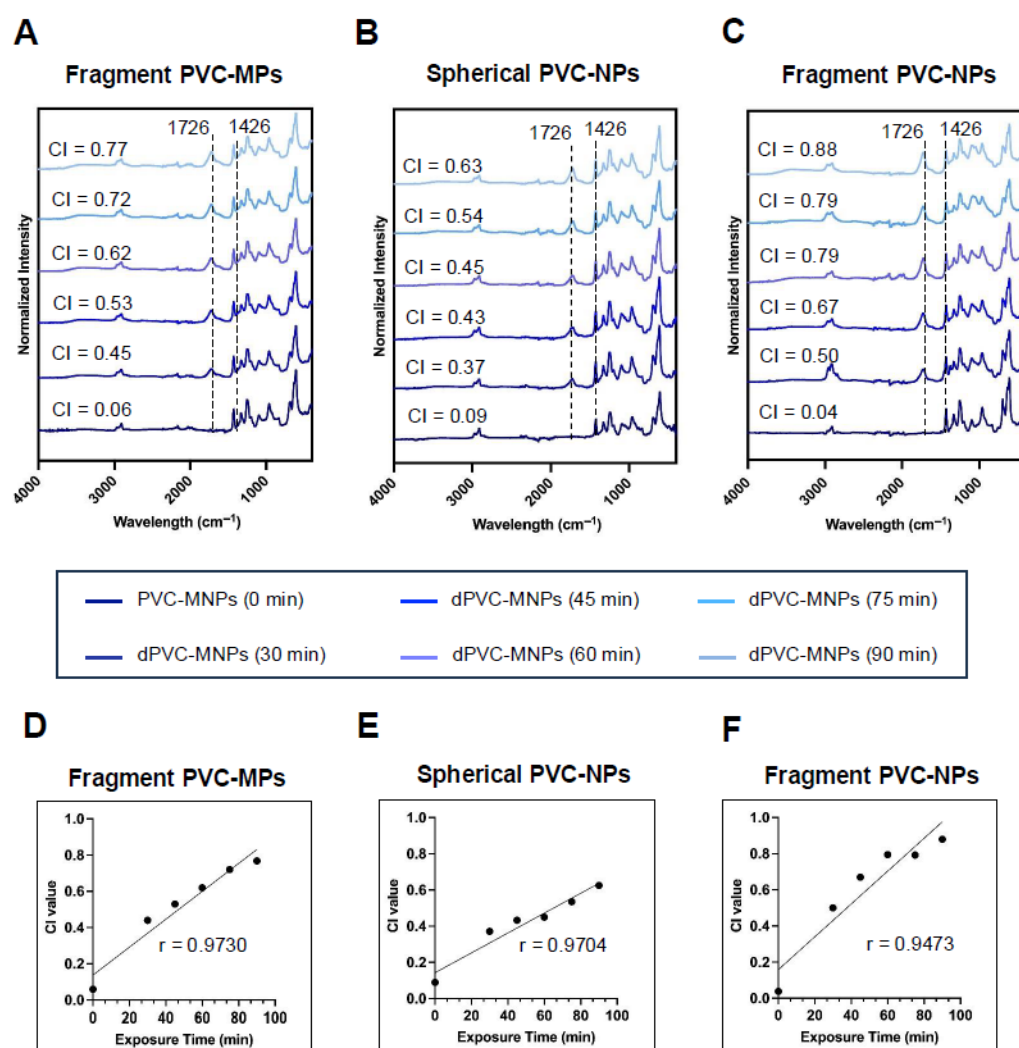 A
Fragment PVC-MPs
1726 1426
CI = 0.77
CI = 0.72
CI = 0.62
CI = 0.53
CI = 0.45
CI = 0.06
Normalized Intensity
4000 3000 2000 1000
Wavelength (cm⁻¹)
B
Spherical PVC-NPs
1726 1426
CI = 0.63
CI = 0.54
CI = 0.45
CI = 0.43
CI = 0.37
CI = 0.09
Normalized Intensity
4000 3000 2000 1000
Wavelength (cm⁻¹)
C
Fragment PVC-NPs
1726 1426
CI = 0.88
CI = 0.79
CI = 0.79
CI = 0.67
CI = 0.50
CI = 0.04
Normalized Intensity
4000 3000 2000 1000
Wavelength (cm⁻¹)
PVC-MNPs (0 min) dPVC-MNPs (45 min) dPVC-MNPs (75 min)
dPVC-MNPs (30 min) dPVC-MNPs (60 min) dPVC-MNPs (90 min)
D
Fragment PVC-MPs
1.0
0.8
0.6
0.4
0.2
0.0
CI value
r = 0.9730
0 20 40 60 80 100
Exposure Time (min)
E
Spherical PVC-NPs
1.0
0.8
0.6
0.4
0.2
0.0
CI value
r = 0.9704
0 20 40 60 80 100
Exposure Time (min)
F
Fragment PVC-NPs
1.0
0.8
0.6
0.4
0.2
0.0
CI value
r = 0.9473
0 20 40 60 80 100
Exposure Time (min)